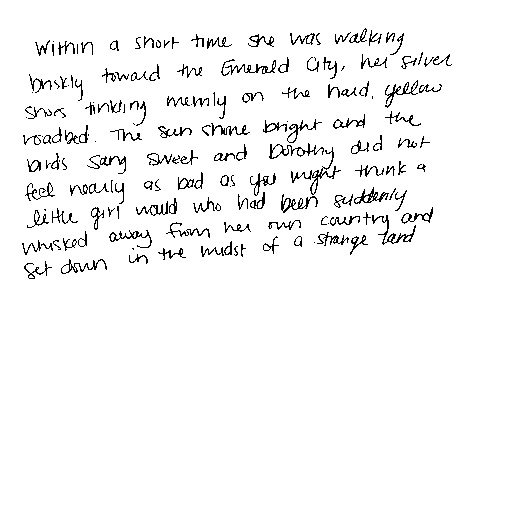 Within a short time she was walking
briskly toward the Emerald City, her silver
shoes tinkling merrily on the hard, yellow
roadbed. The sun shone bright and the
birds sang sweet and Dorothy did not
feel nearly as bad as you might think a
little girl would who had been suddenly
whisked away from her own country and
set down in the midst of a strange land